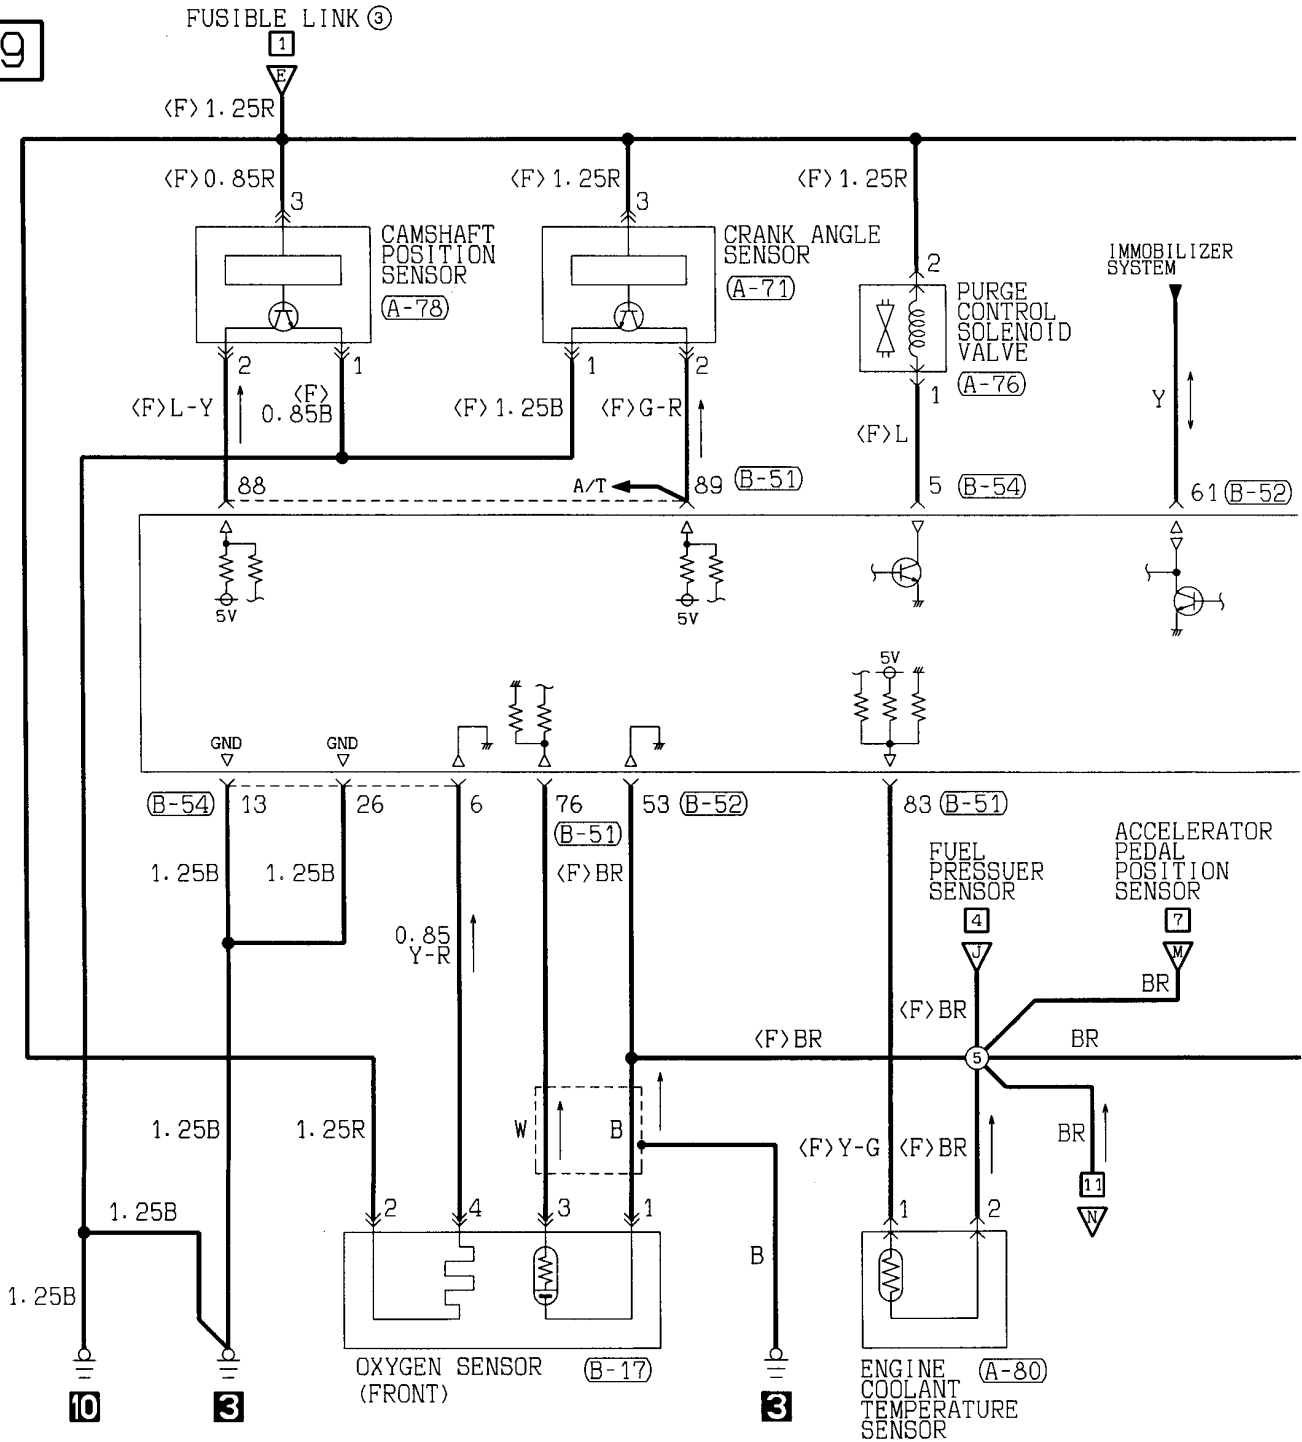 9
FUSIBLE LINK ③
1
E
〈F〉1.25R
〈F〉0.85R
3
〈F〉1.25R
3
〈F〉1.25R
2
CAMSHAFT
POSITION
SENSOR
A-78
CRANK ANGLE
SENSOR
A-71
PURGE
CONTROL
SOLENOID
VALVE
A-76
IMMOBILIZER
SYSTEM
2
1
1
2
1
〈F〉L-Y
〈F〉
0.85B
〈F〉1.25B
〈F〉G-R
〈F〉L
Y
88
A/T
89
B-51
5
B-54
61
B-52
5V
5V
5V
GND
GND
B-54
13
26
6
76
B-51
53
B-52
83
B-51
1.25B
1.25B
〈F〉BR
FUEL
PRESSUER
SENSOR
4
J
ACCELERATOR
PEDAL
POSITION
SENSOR
7
M
0.85
Y-R
〈F〉BR
BR
〈F〉BR
5
BR
1.25B
1.25R
W
B
〈F〉Y-G
〈F〉BR
BR
11
N
1.25B
2
4
3
1
1
2
B
1.25B
OXYGEN SENSOR
(FRONT)
B-17
ENGINE
COOLANT
TEMPERATURE
SENSOR
A-80
10
3
3